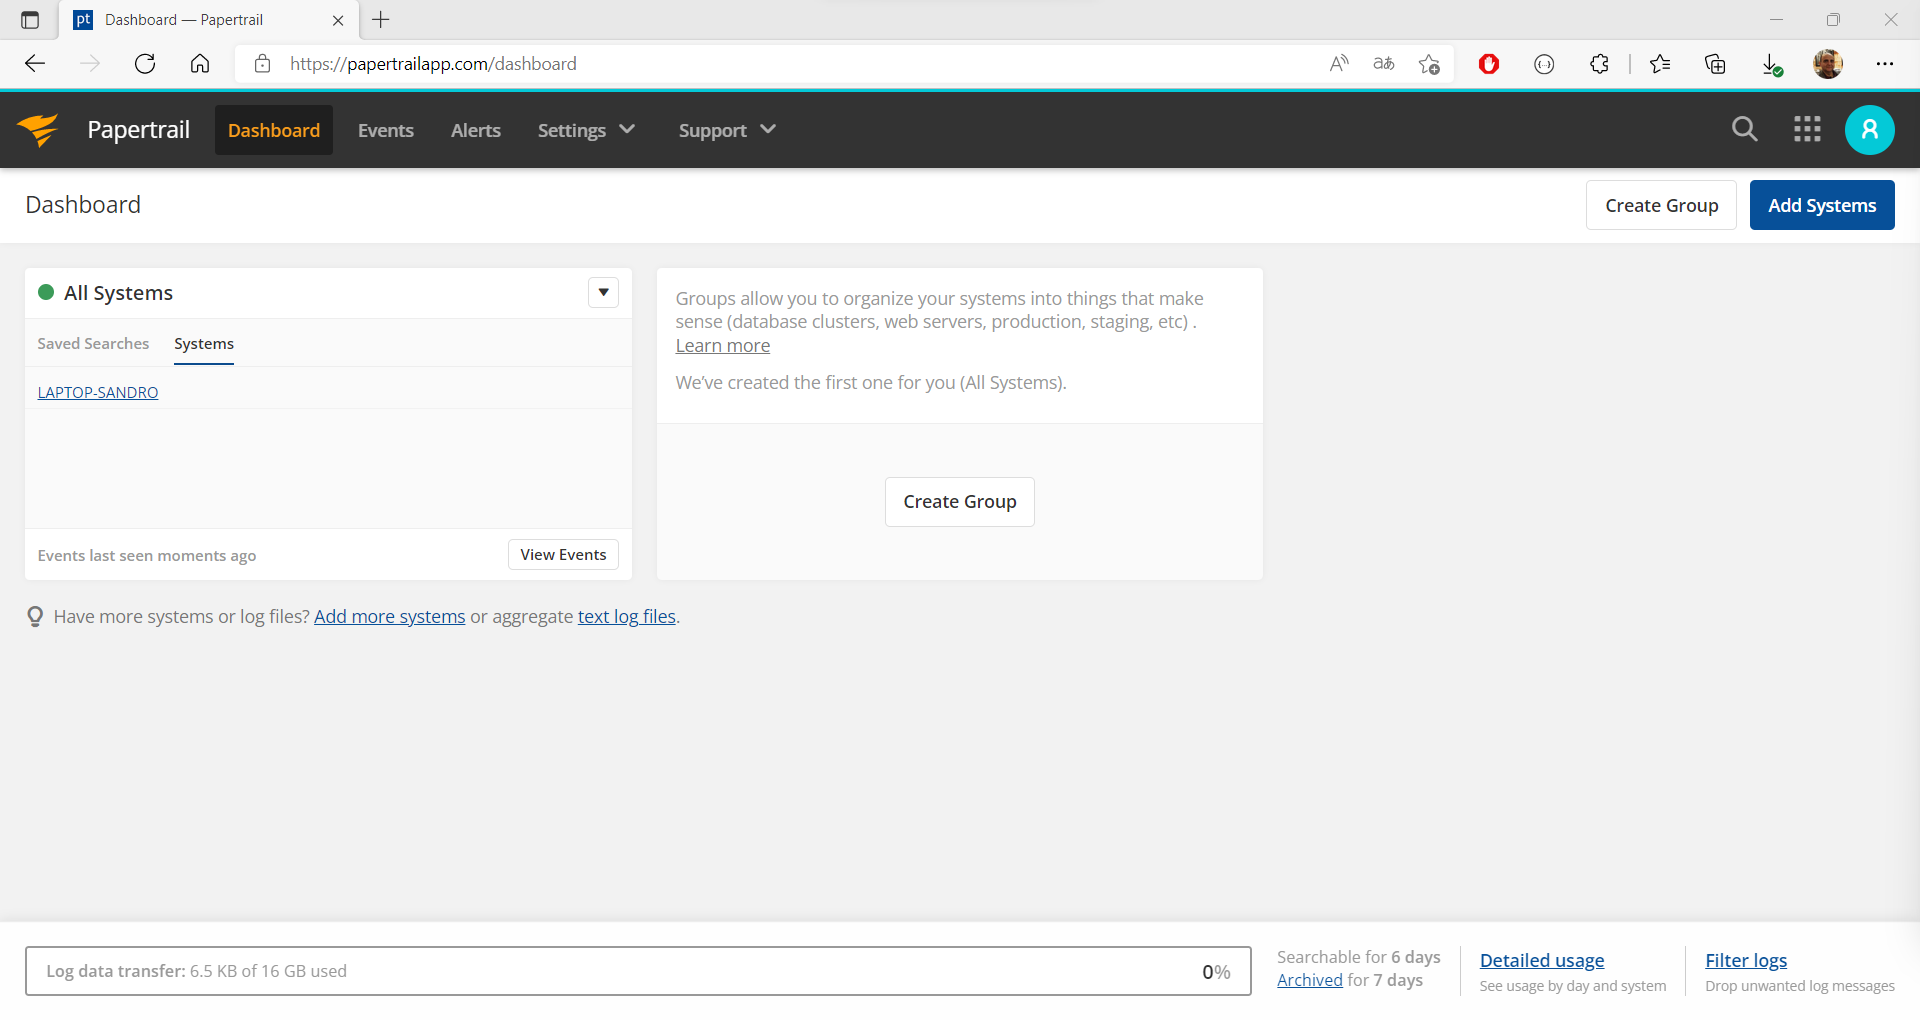 pt Dashboard — Papertrail
https://papertrailapp.com/dashboard
Papertrail Dashboard Events Alerts Settings Support
Dashboard
Create Group Add Systems
All Systems
Saved Searches Systems
LAPTOP-SANDRO
Events last seen moments ago View Events
Groups allow you to organize your systems into things that make
sense (database clusters, web servers, production, staging, etc) .
Learn more
We've created the first one for you (All Systems).
Create Group
Have more systems or log files? Add more systems or aggregate text log files.
Log data transfer: 6.5 KB of 16 GB used 0%
Searchable for 6 days
Archived for 7 days
Detailed usage
See usage by day and system
Filter logs
Drop unwanted log messages